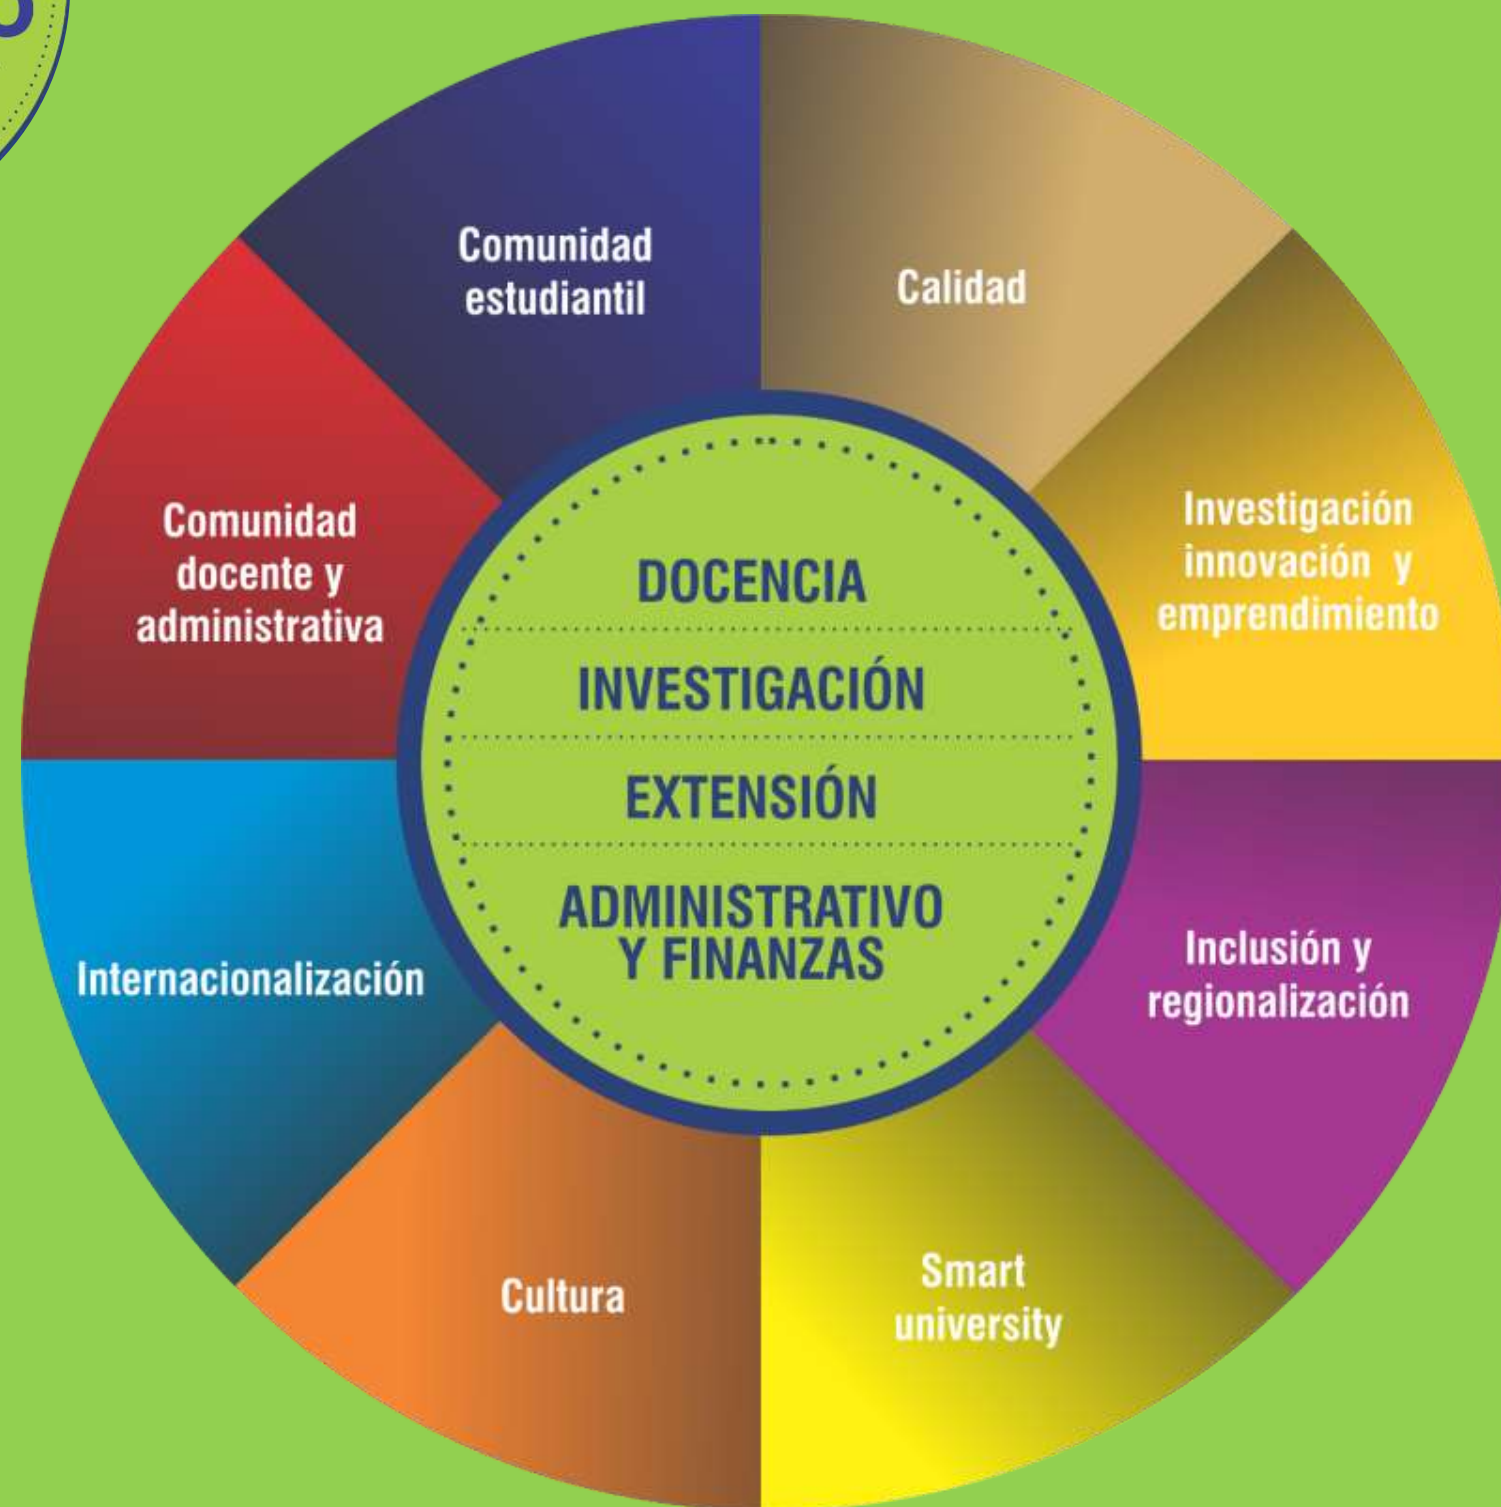 Comunidad
estudiantil
Calidad
Investigación
innovación y
emprendimiento
Inclusión y
regionalización
Smart
university
Cultura
Internacionalización
Comunidad
docente y
administrativa
DOCENCIA
INVESTIGACIÓN
EXTENSIÓN
ADMINISTRATIVO
Y FINANZAS